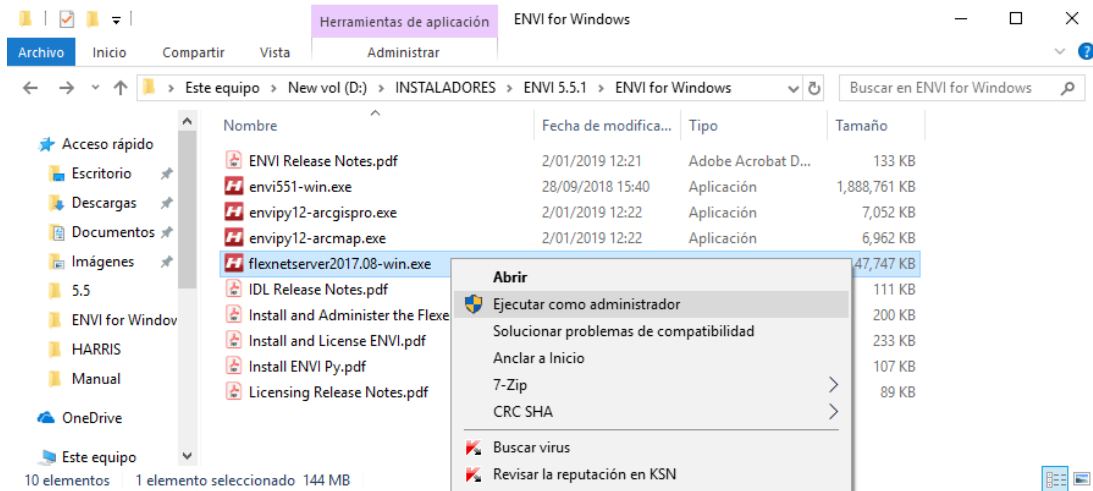 Herramientas de aplicación ENVI for Windows
Archivo Inicio Compartir Vista Administrar
Este equipo New vol (D:) INSTALADORES ENVI 5.5.1 ENVI for Windows Buscar en ENVI for Windows
Nombre Fecha de modifica... Tipo Tamaño
Acceso rápido
Escritorio
Descargas
Documentos
Imágenes
5.5
ENVI for Window
HARRIS
Manual
OneDrive
Este equipo
ENVI Release Notes.pdf 2/01/2019 12:21 Adobe Acrobat D... 133 KB
envi551-win.exe 28/09/2018 15:40 Aplicación 1,888,761 KB
envipy12-arcgispro.exe 2/01/2019 12:22 Aplicación 7,052 KB
envipy12-arcmap.exe 2/01/2019 12:22 Aplicación 6,962 KB
flexnetserver2017.08-win.exe 47,747 KB
IDL Release Notes.pdf 111 KB
Install and Administer the Flexe 200 KB
Install and License ENVI.pdf 233 KB
Install ENVI Py.pdf 107 KB
Licensing Release Notes.pdf 89 KB
Abrir
Ejecutar como administrador
Solucionar problemas de compatibilidad
Anclar a Inicio
7-Zip
CRC SHA
Buscar virus
Revisar la reputación en KSN
10 elementos 1 elemento seleccionado 144 MB